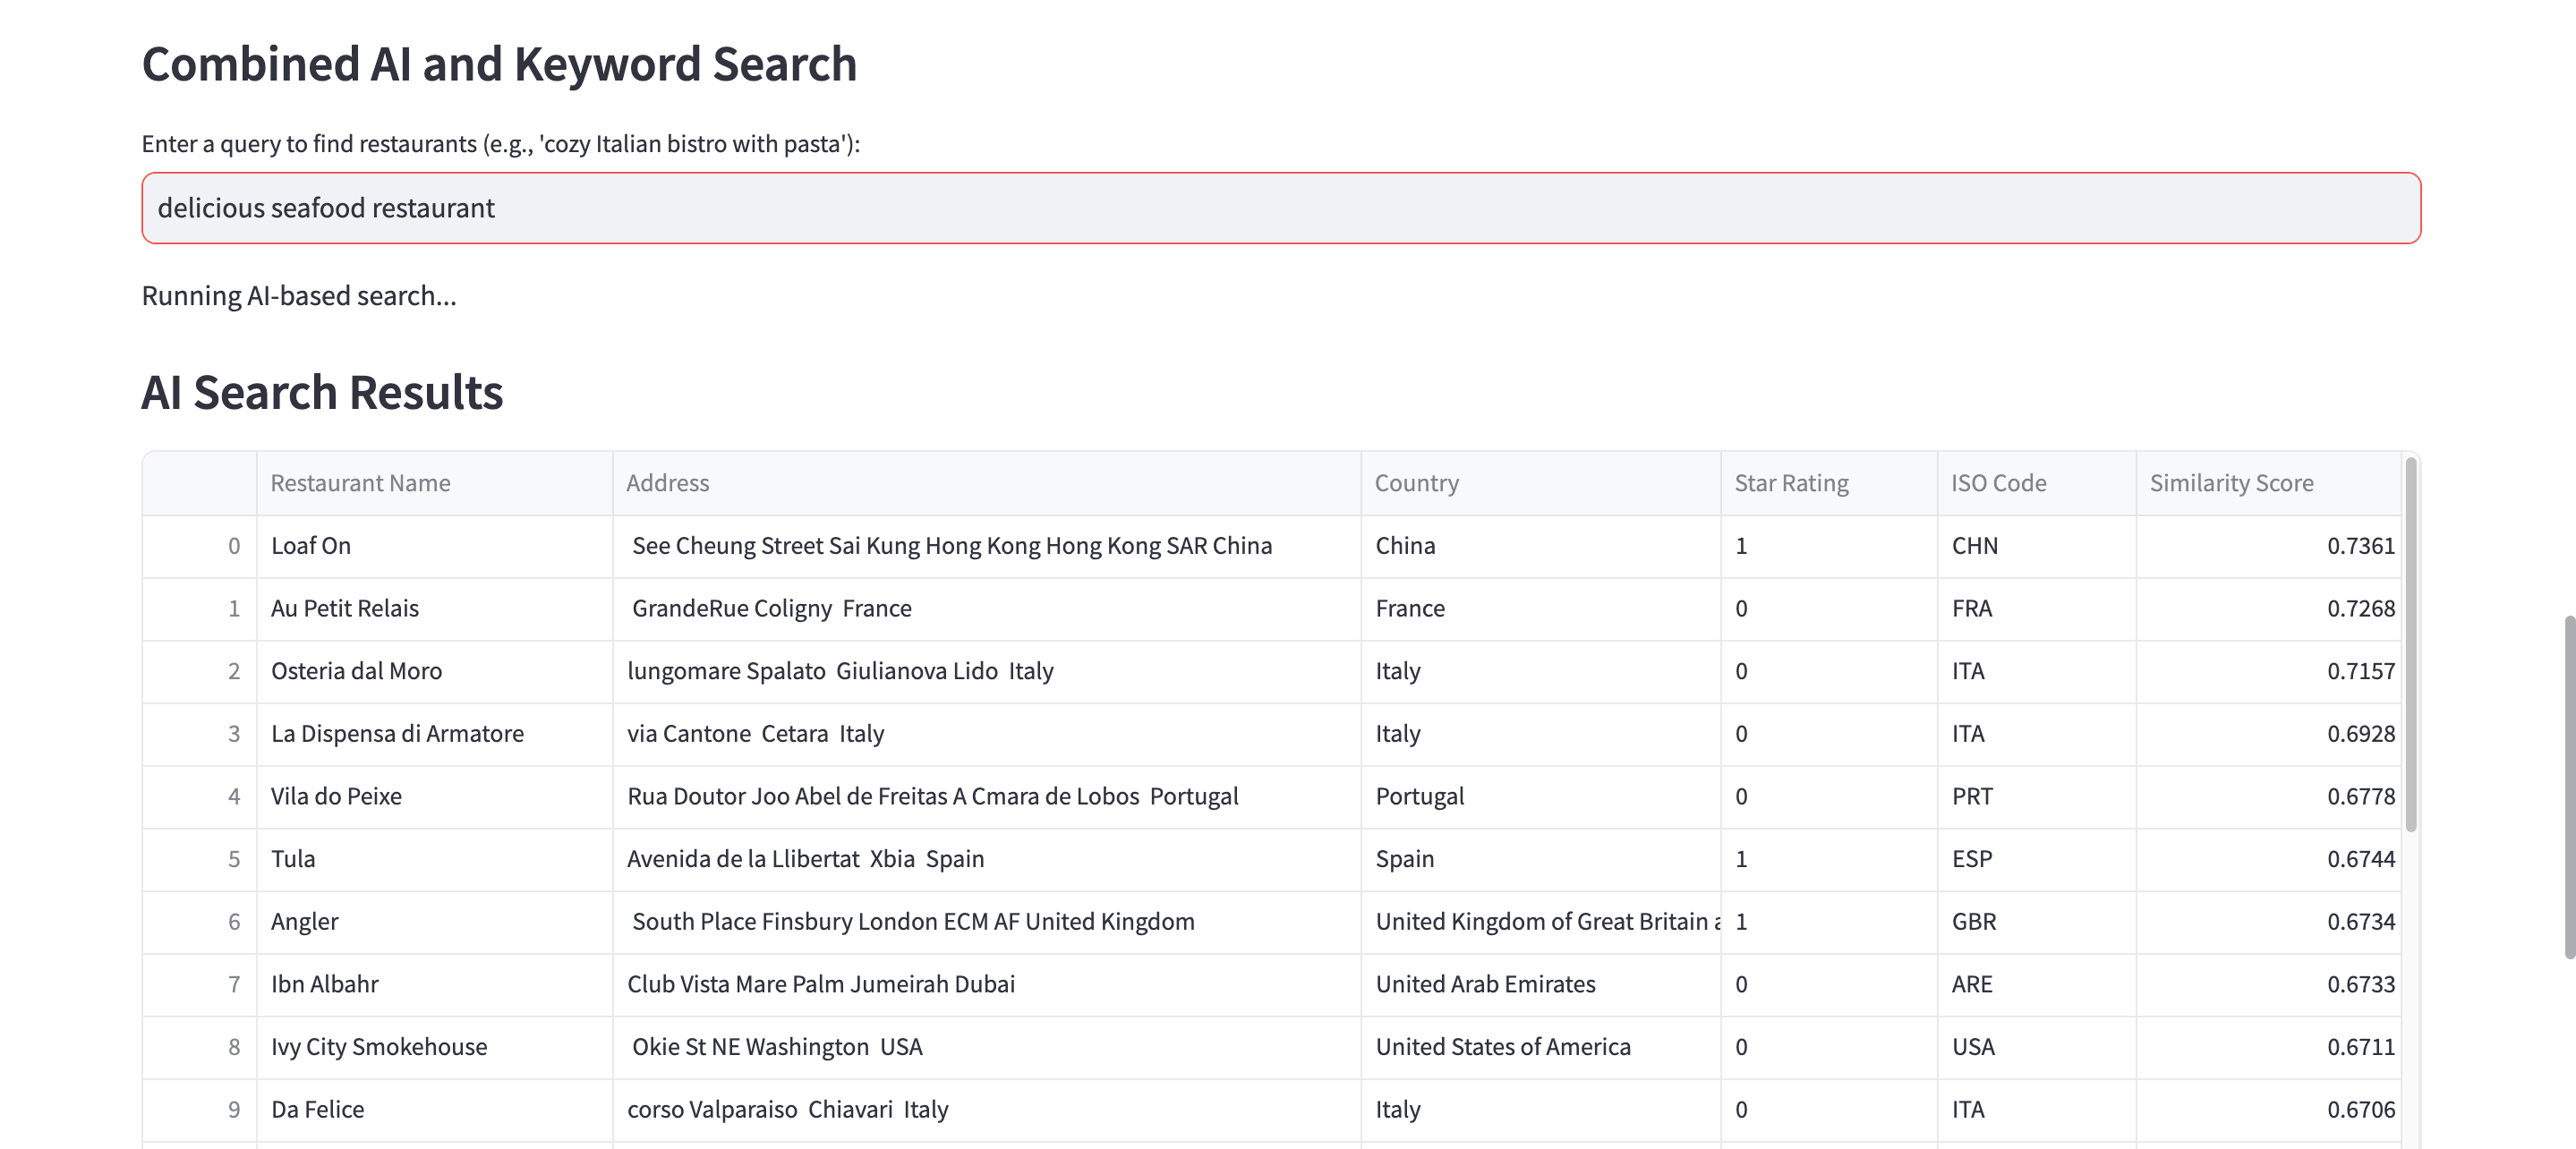 Combined AI and Keyword Search
Enter a query to find restaurants (e.g., 'cozy Italian bistro with pasta'):
delicious seafood restaurant
Running AI-based search...
AI Search Results
Restaurant Name Address Country Star Rating ISO Code Similarity Score
0 Loaf On See Cheung Street Sai Kung Hong Kong Hong Kong SAR China China 1 CHN 0.7361
1 Au Petit Relais GrandeRue Coligny France France 0 FRA 0.7268
2 Osteria dal Moro lungomare Spalato Giulianova Lido Italy Italy 0 ITA 0.7157
3 La Dispensa di Armatore via Cantone Cetara Italy Italy 0 ITA 0.6928
4 Vila do Peixe Rua Doutor Joo Abel de Freitas A Cmara de Lobos Portugal Portugal 0 PRT 0.6778
5 Tula Avenida de la Llibertat Xbia Spain Spain 1 ESP 0.6744
6 Angler South Place Finsbury London ECM AF United Kingdom United Kingdom of Great Britain 1 GBR 0.6734
7 Ibn Albahr Club Vista Mare Palm Jumeirah Dubai United Arab Emirates 0 ARE 0.6733
8 Ivy City Smokehouse Okie St NE Washington USA United States of America 0 USA 0.6711
9 Da Felice corso Valparaiso Chiavari Italy Italy 0 ITA 0.6706